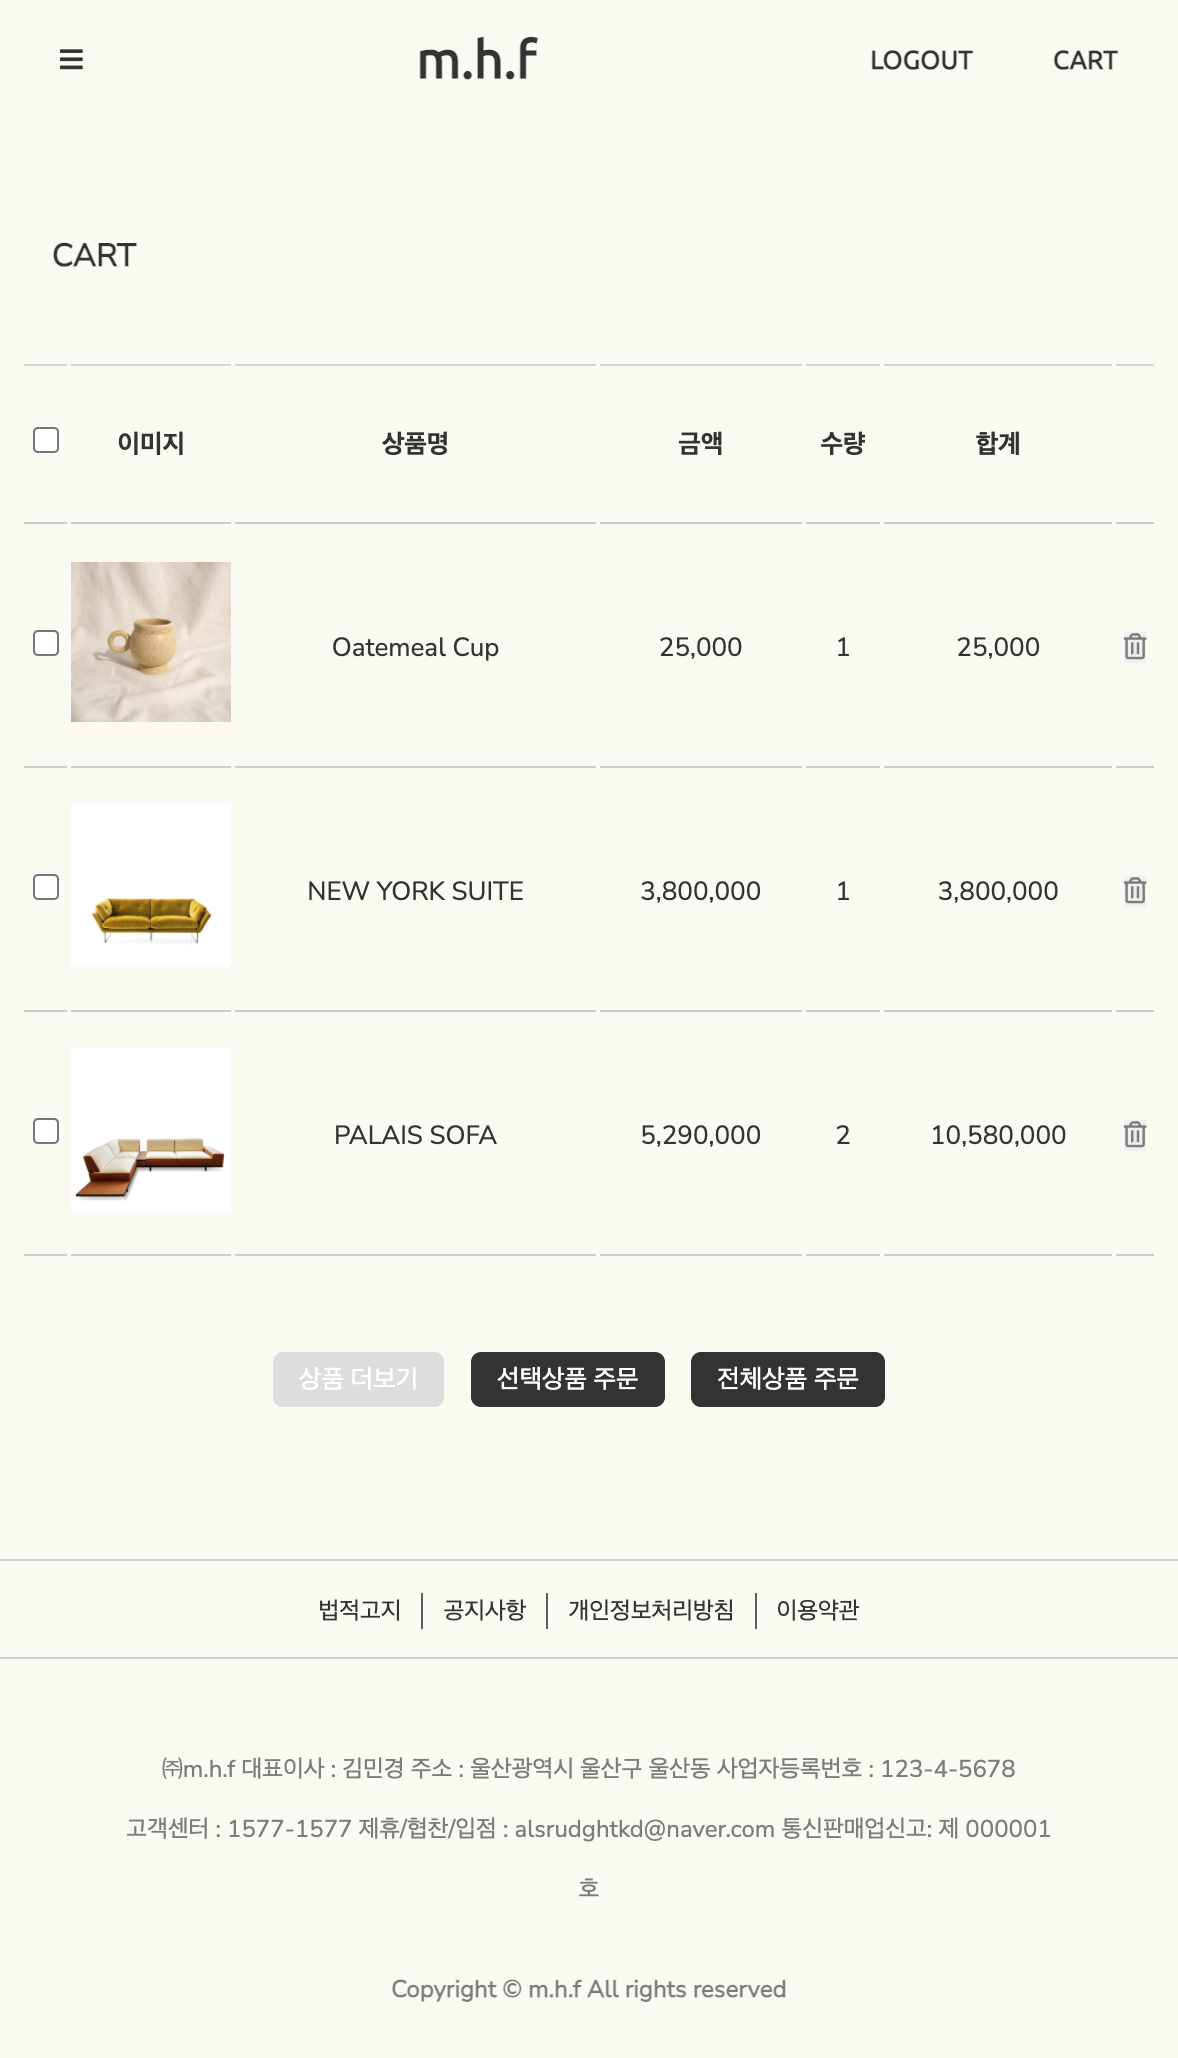 m.h.f LOGOUT CART
CART
이미지 상품명 금액 수량 합계
Oatemeal Cup 25,000 1 25,000
NEW YORK SUITE 3,800,000 1 3,800,000
PALAIS SOFA 5,290,000 2 10,580,000
상품 더보기 선택상품 주문 전체상품 주문
법적고지 공지사항 개인정보처리방침 이용약관
㈜m.h.f 대표이사 : 김민경 주소 : 울산광역시 울산구 울산동 사업자등록번호 : 123-4-5678
고객센터 : 1577-1577 제휴/협찬/입점 : alsrudghtkd@naver.com 통신판매업신고: 제 000001
호
Copyright © m.h.f All rights reserved